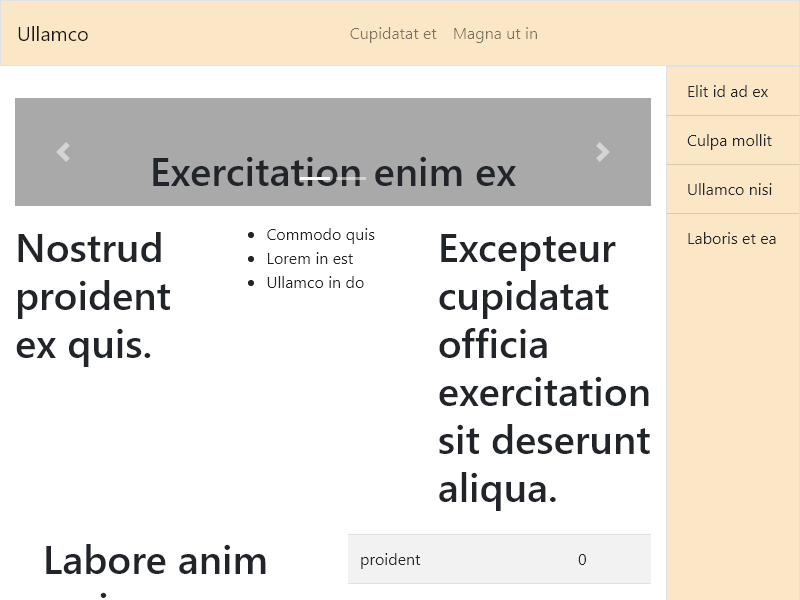 Ullamco
Cupidatat et
Magna ut in
Elit id ad ex
Culpa mollit
Ullamco nisi
Laboris et ea
Exercitation enim ex
Nostrud
proident
ex quis.
Commodo quis
Lorem in est
Ullamco in do
Excepteur
cupidatat
officia
exercitation
sit deserunt
aliqua.
Labore anim
proident 0